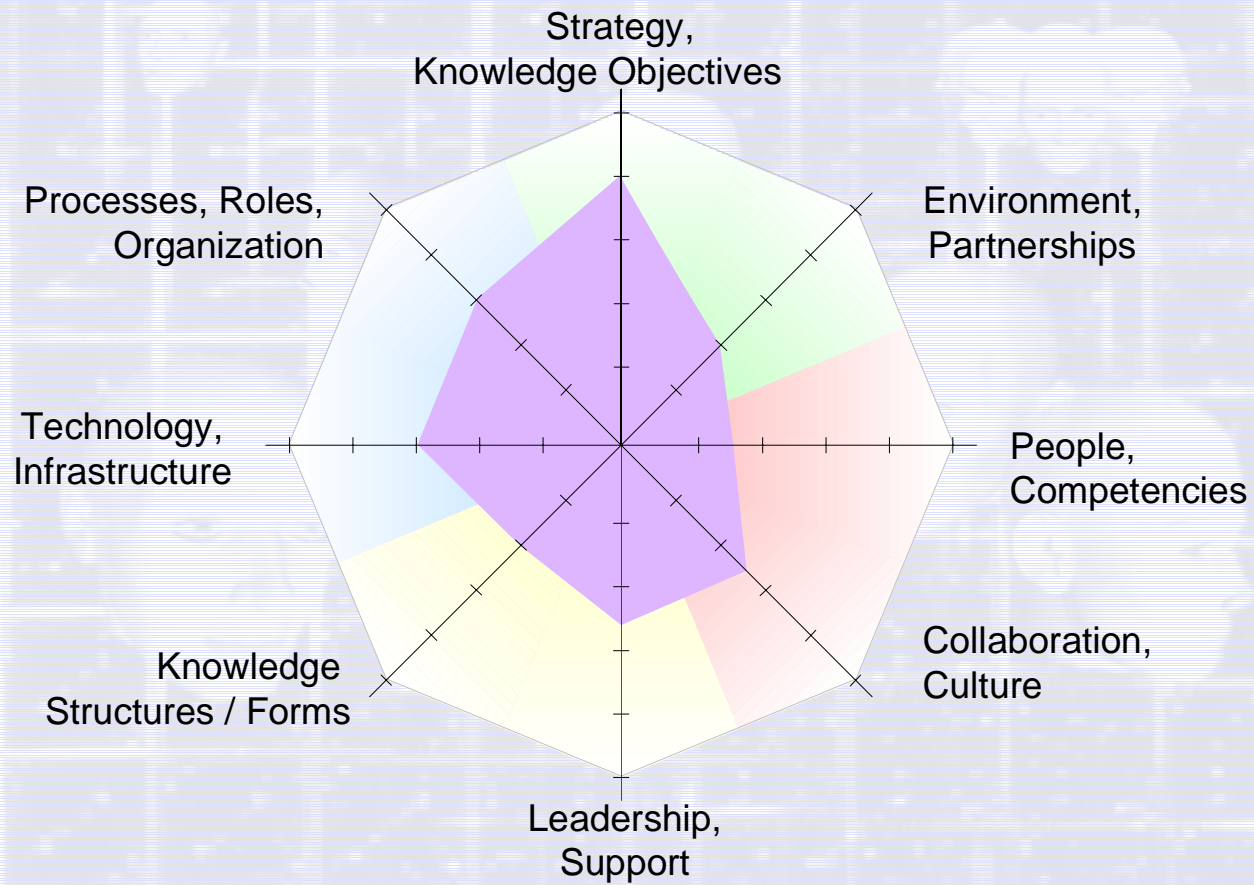 Strategy,
Knowledge Objectives
Processes, Roles,
Organization
Environment,
Partnerships
Technology,
Infrastructure
People,
Competencies
Knowledge
Structures / Forms
Collaboration,
Culture
Leadership,
Support